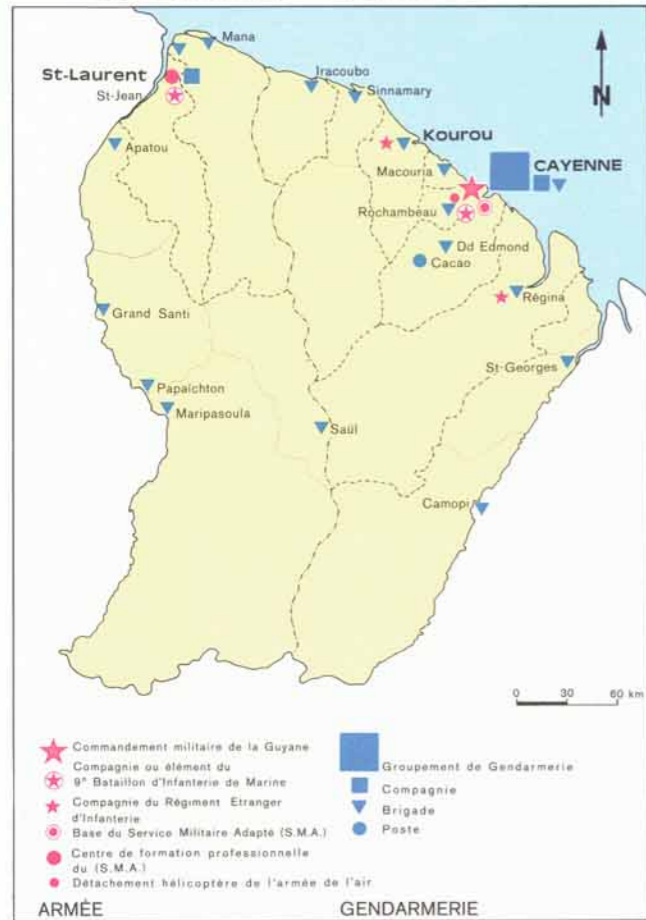 Mana
St-Laurent
St-Jean
Iracoubo
Sinnamary
N
Apatou
Kourou
Macouria
CAYENNE
Rochambeau
Dd Edmond
Cacao
Grand Santi
Régina
St-Georges
Papaïchton
Maripasoula
Saül
Camopi
0 30 60 km
Commandement militaire de la Guyane
Compagnie ou élément du
9e Bataillon d'Infanterie de Marine
Compagnie du Régiment Etranger
d'Infanterie
Base du Service Militaire Adapté (S.M.A.)
Centre de formation professionelle
du (S.M.A.)
Détachement hélicoptère de l'armée de l'air
ARMÉE
Groupement de Gendarmerie
Compagnie
Brigade
Poste
GENDARMERIE